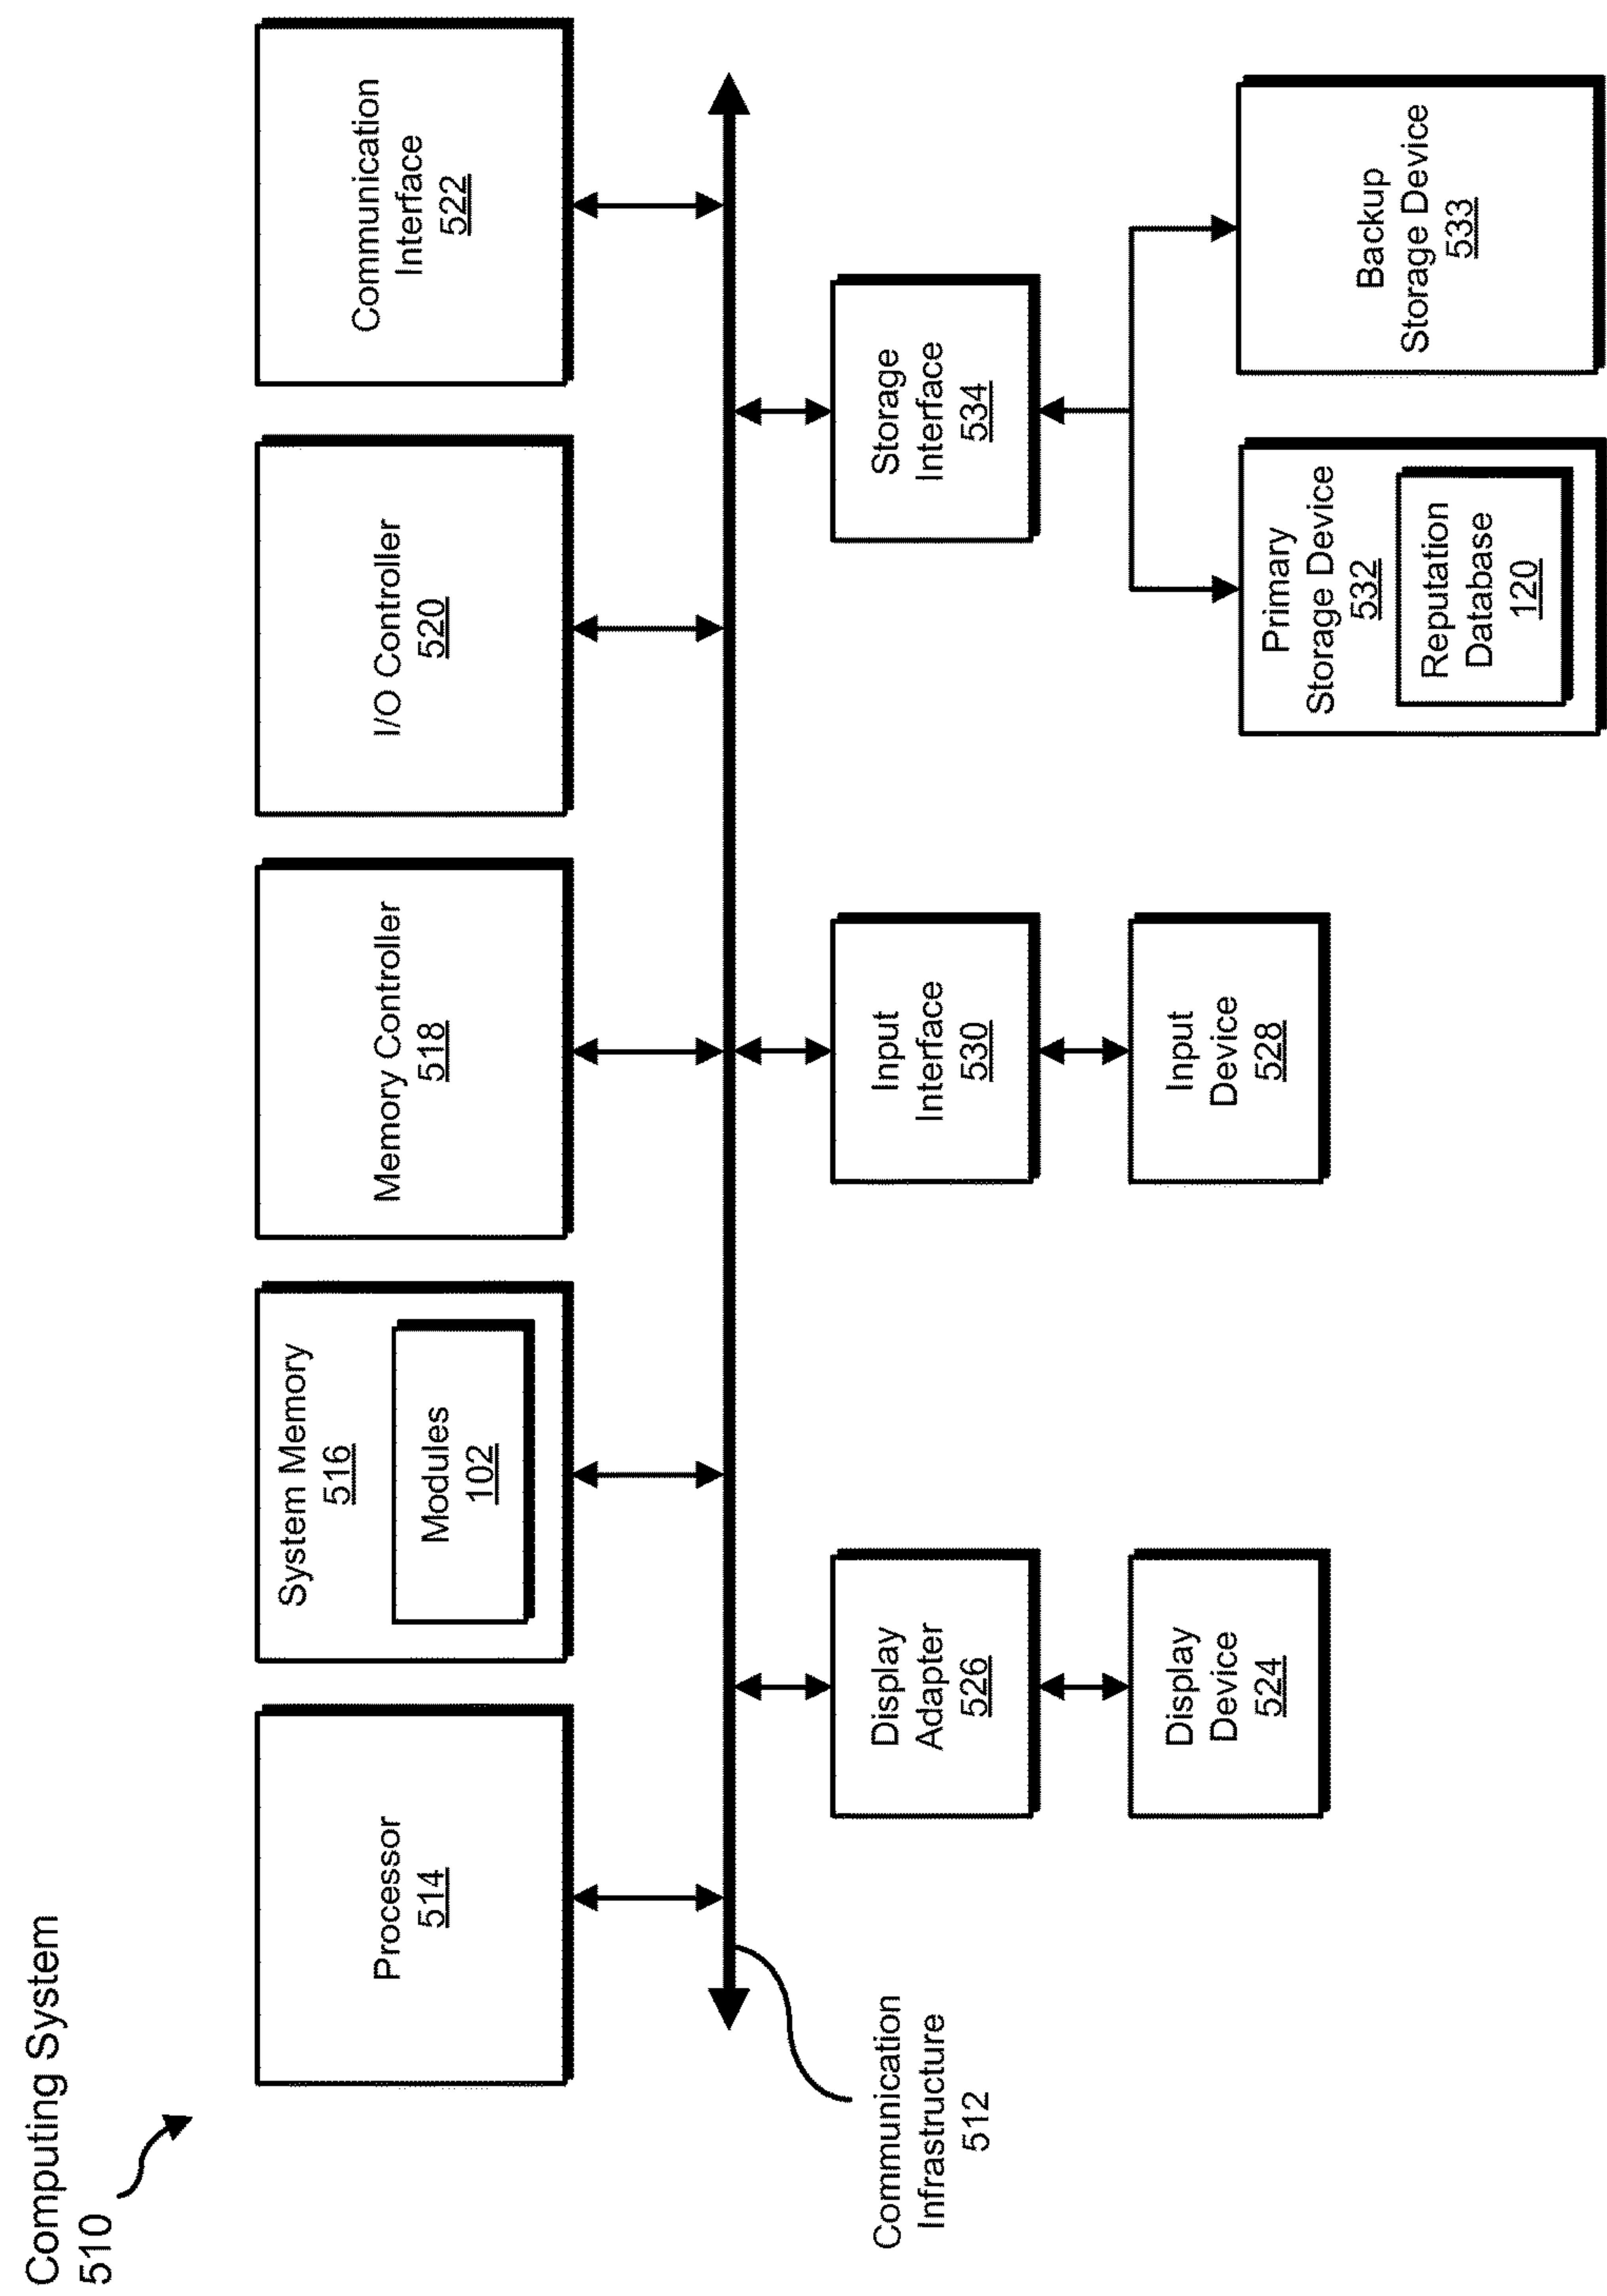 Computing System
510
Processor
514
System Memory
516
Modules
102
Memory Controller
518
I/O Controller
520
Communication
Interface
522
Communication
Infrastructure
512
Display
Adapter
526
Input
Interface
530
Storage
Interface
534
Display
Device
524
Input
Device
528
Primary
Storage Device
532
Reputation
Database
120
Backup
Storage Device
533